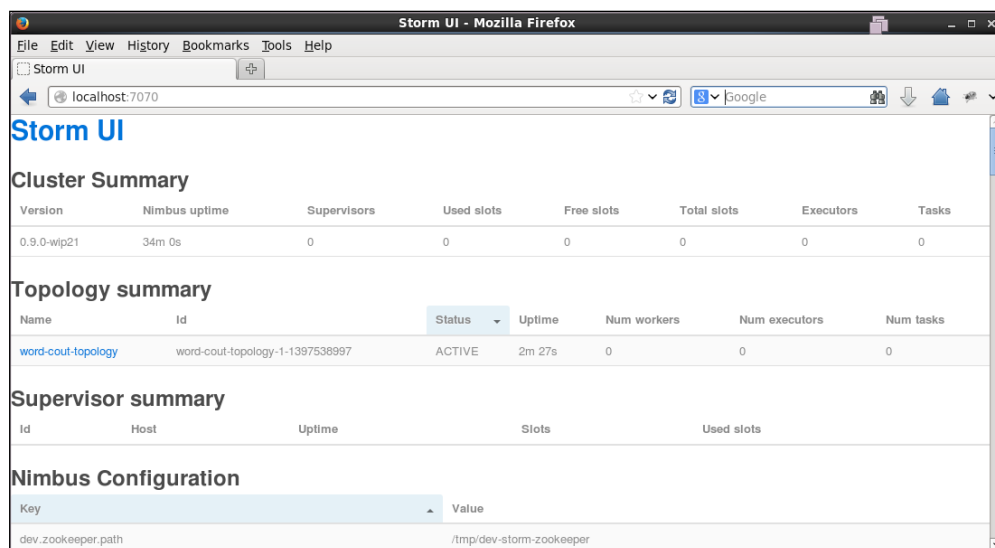 Storm UI - Mozilla Firefox
File Edit View History Bookmarks Tools Help
Storm UI
localhost:7070 Google
Storm UI
Cluster Summary
Version Nimbus uptime Supervisors Used slots Free slots Total slots Executors Tasks
0.9.0-wip21 34m 0s 0 0 0 0 0 0
Topology summary
Name Id Status Uptime Num workers Num executors Num tasks
word-cout-topology word-cout-topology-1-1397538997 ACTIVE 2m 27s 0 0 0
Supervisor summary
Id Host Uptime Slots Used slots
Nimbus Configuration
Key Value
dev.zookeeper.path /tmp/dev-storm-zookeeper